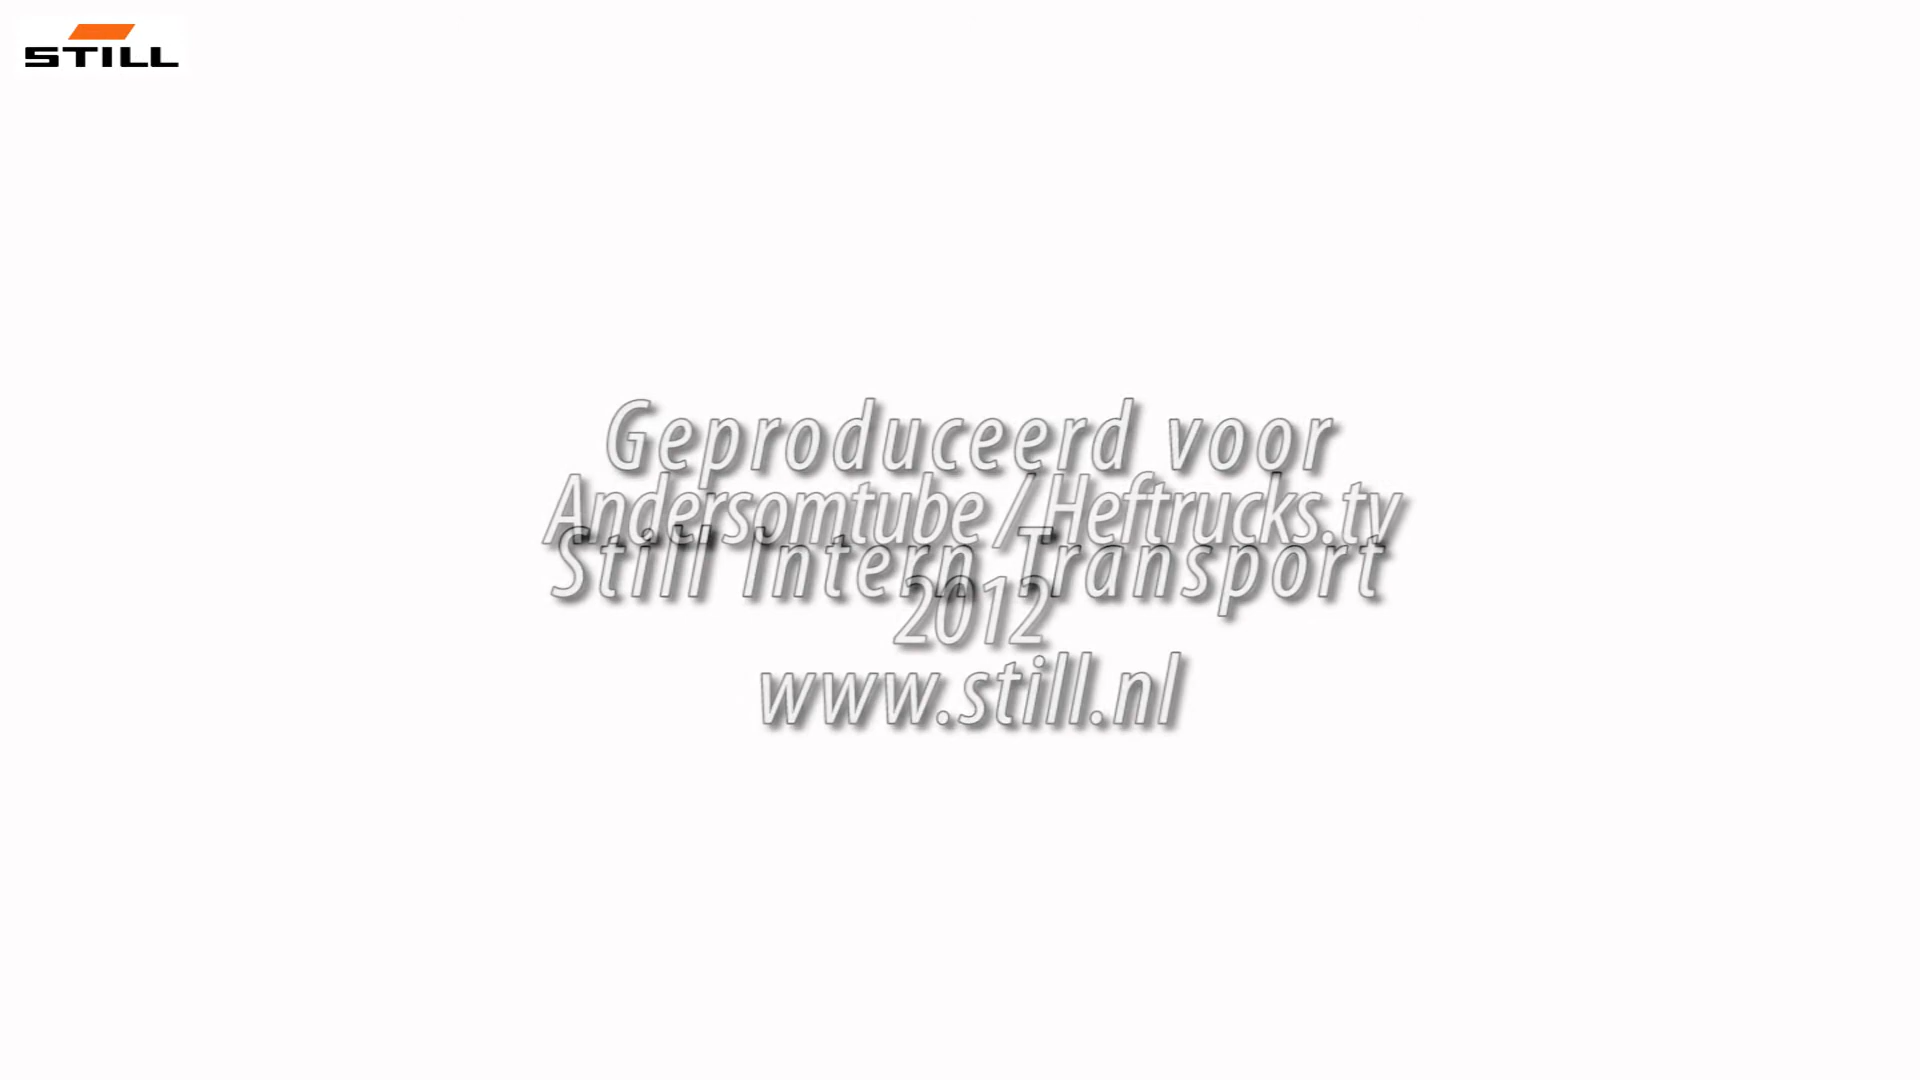 STILL
Geproduceerd voor
Andersomtube / Heftrucks.tv
Still Intern Transport
2012
www.still.nl